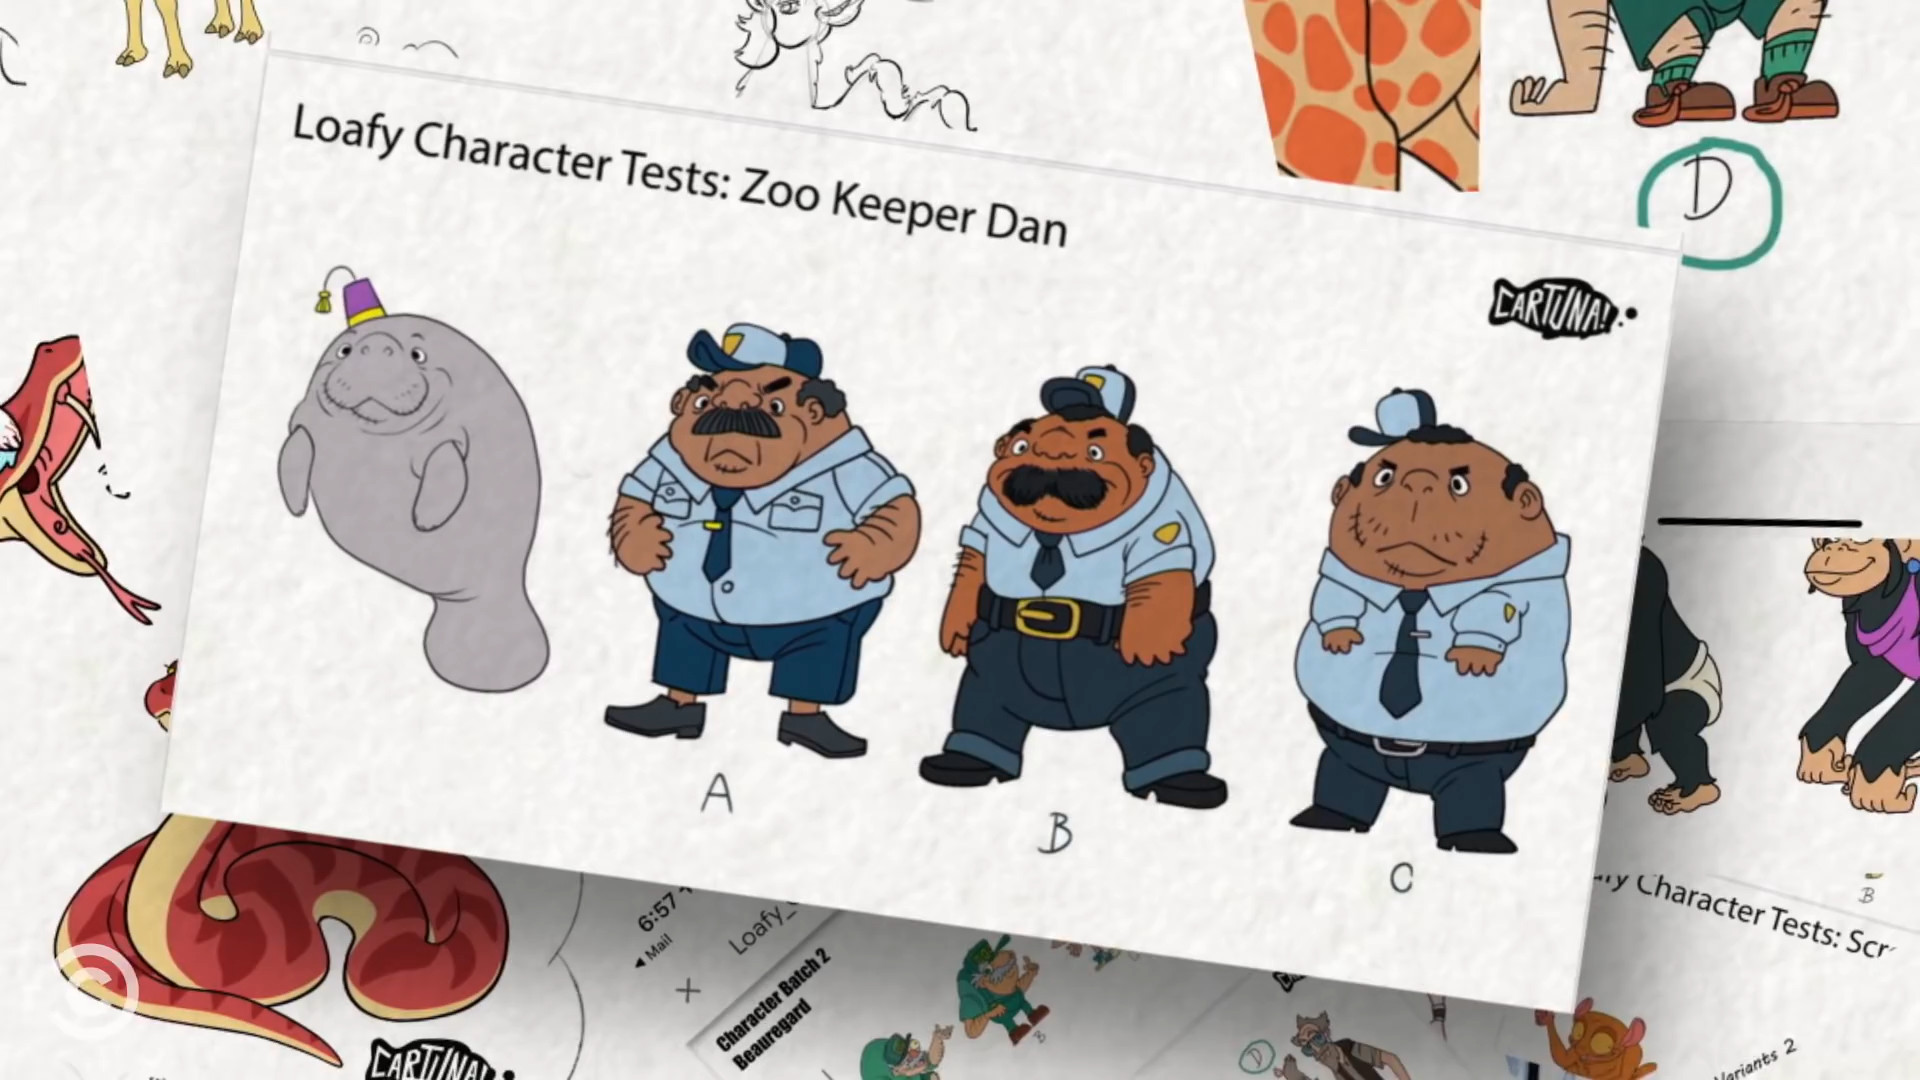 D
Loafy Character Tests: Zoo Keeper Dan
CARTUNA!
A
B
C
B
Character Tests: Scr
6:57
Mail
Loafy_
Character Batch 2
Beauregard
B
D
Variants 2
CARTUNA!